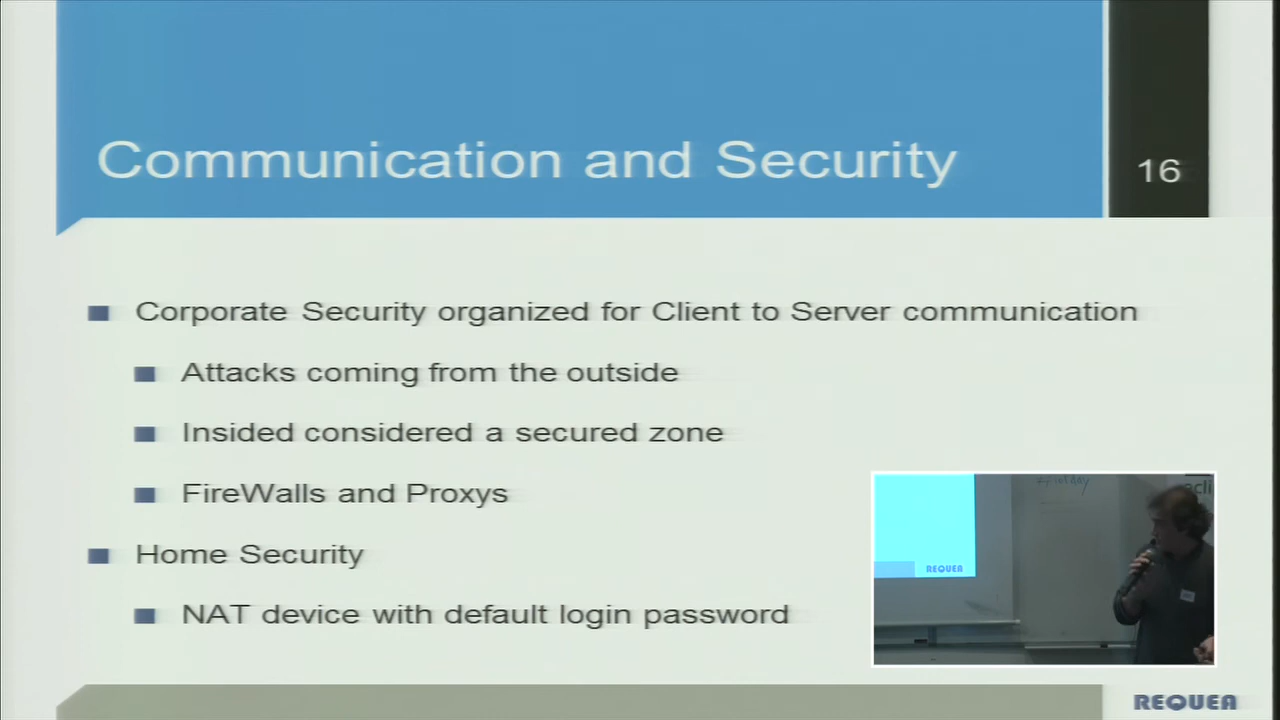 Communication and Security
16
Corporate Security organized for Client to Server communication
Attacks coming from the outside
Insided considered a secured zone
FireWalls and Proxys
Home Security
NAT device with default login password
REQUEA
REQUEA